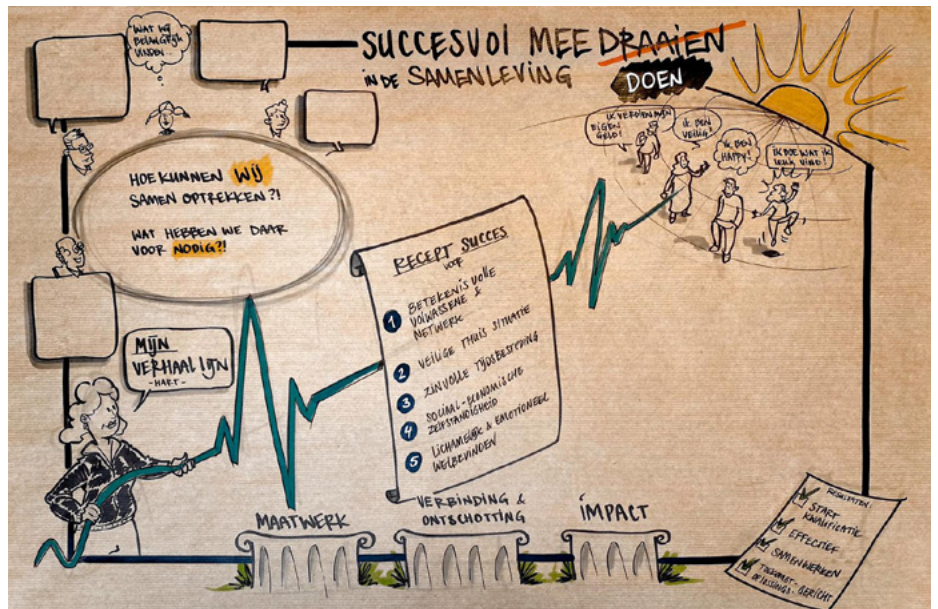 WAT WIJ
BELANGRIJK
VINDEN...
SUCCESVOL MEE DRAAIEN
IN DE SAMENLEVING
DOEN
IK VERDIEN MIJN
EIGEN
GELD!
IK BEN
VEILIG!
IK BEN
HAPPY!
IK DOE WAT IK
LEUK VIND!
HOE KUNNEN WIJ
SAMEN OPTREKKEN?!
WAT HEBBEN WE DAAR
VOOR NODIG?!
RECEPT SUCCES
VOOR
1 BETEKENISVOLLE
VOLWASSENE &
NETWERK
2 VEILIGE THUIS SITUATIE
3 ZINVOLLE TIJDSBESTEDING
4 SOCIAAL-ECONOMISCHE
ZELFSTANDIGHEID
5 LICHAMELIJK & EMOTIONEEL
WELBEVINDEN
MIJN
VERHAALLIJN
-HART-
MAATWERK
VERBINDING &
ONTSCHOTTING
IMPACT
RESULTATEN:
START
KWALIFICATIE
EFFECTIEF
SAMENWERKEN
TOEKOMST-GERICHT
OPLOSSINGS-